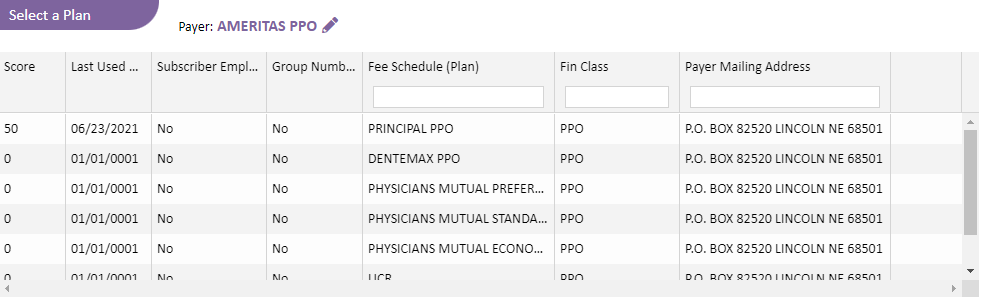 Select a Plan
Payer: AMERITAS PPO
Score Last Used ... Subscriber Empl... Group Numb... Fee Schedule (Plan) Fin Class Payer Mailing Address
50 06/23/2021 No No PRINCIPAL PPO PPO P.O. BOX 82520 LINCOLN NE 68501
0 01/01/0001 No No DENTEMAX PPO PPO P.O. BOX 82520 LINCOLN NE 68501
0 01/01/0001 No No PHYSICIANS MUTUAL PREFER... PPO P.O. BOX 82520 LINCOLN NE 68501
0 01/01/0001 No No PHYSICIANS MUTUAL STANDA... PPO P.O. BOX 82520 LINCOLN NE 68501
0 01/01/0001 No No PHYSICIANS MUTUAL ECONO... PPO P.O. BOX 82520 LINCOLN NE 68501
0 01/01/0001 No No UCR PPO P.O. BOX 82520 LINCOLN NE 68501